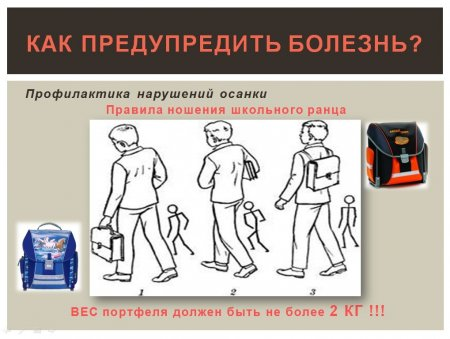 КАК ПРЕДУПРЕДИТЬ БОЛЕЗНЬ?
Профилактика нарушений осанки
Правила ношения школьного ранца
1 2 3
ВЕС портфеля должен быть не более 2 КГ !!!